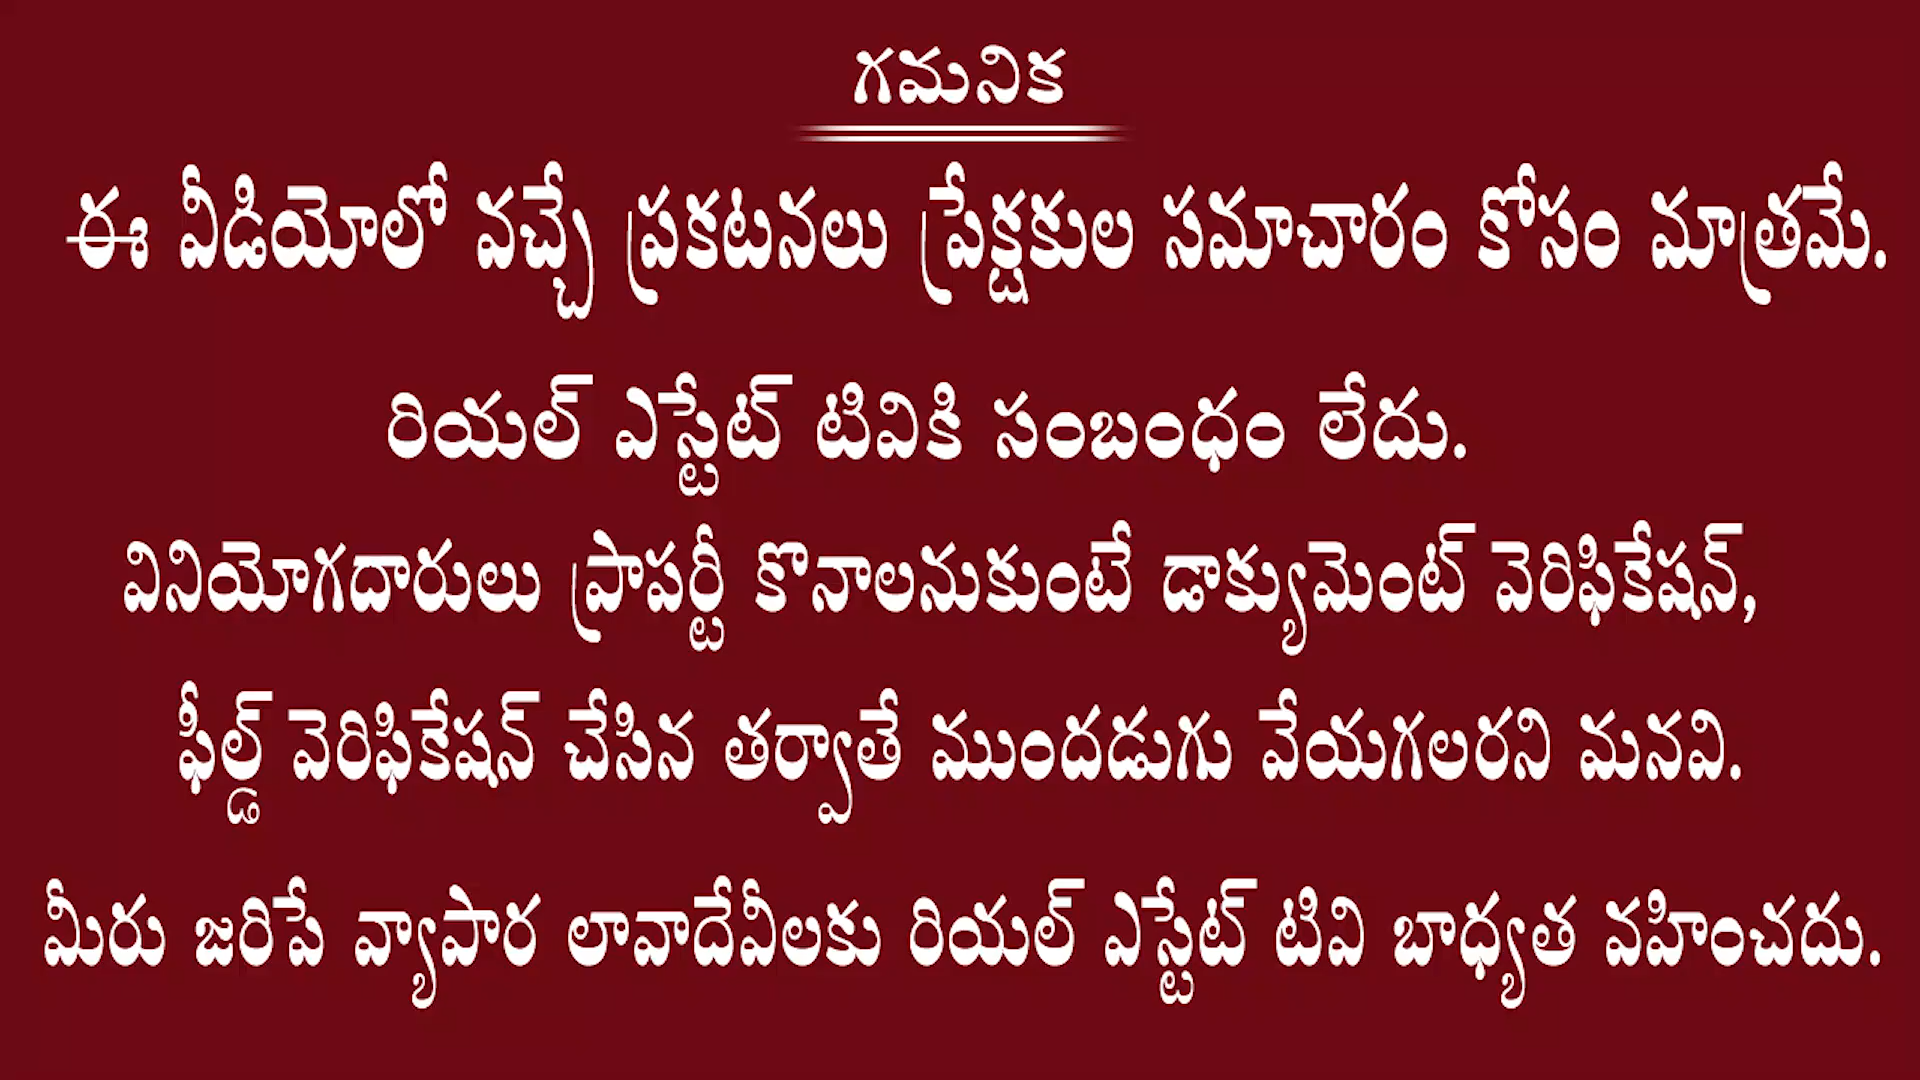 గమనిక
ఈ వీడియోలో వచ్చే ప్రకటనలు ప్రేక్షకుల సమాచారం కోసం మాత్రమే.
రియల్ ఎస్టేట్ టివికి సంబంధం లేదు.
వినియోగదారులు ప్రాపర్టీ కొనాలనుకుంటే డాక్యుమెంట్ వెరిఫికేషన్,
ఫీల్డ్ వెరిఫికేషన్ చేసిన తర్వాతే ముందడుగు వేయగలరని మనవి.
మీరు జరిపే వ్యాపార లావాదేవీలకు రియల్ ఎస్టేట్ టివి బాధ్యత వహించదు.